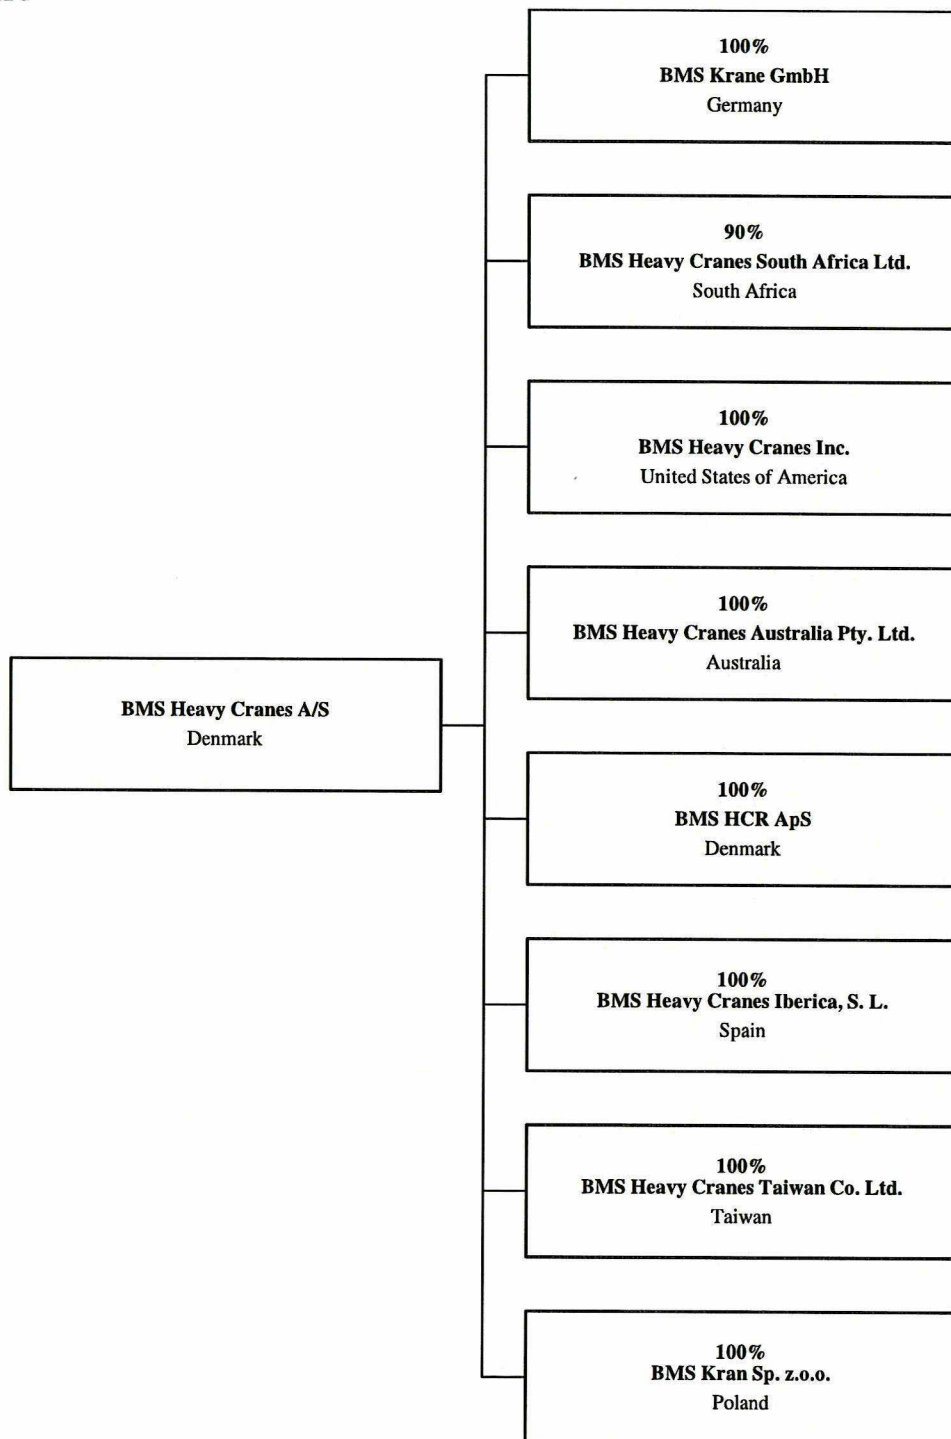 100%
BMS Krane GmbH
Germany
90%
BMS Heavy Cranes South Africa Ltd.
South Africa
100%
BMS Heavy Cranes Inc.
United States of America
100%
BMS Heavy Cranes Australia Pty. Ltd.
Australia
BMS Heavy Cranes A/S
Denmark
100%
BMS HCR ApS
Denmark
100%
BMS Heavy Cranes Iberica, S. L.
Spain
100%
BMS Heavy Cranes Taiwan Co. Ltd.
Taiwan
100%
BMS Kran Sp. z.o.o.
Poland